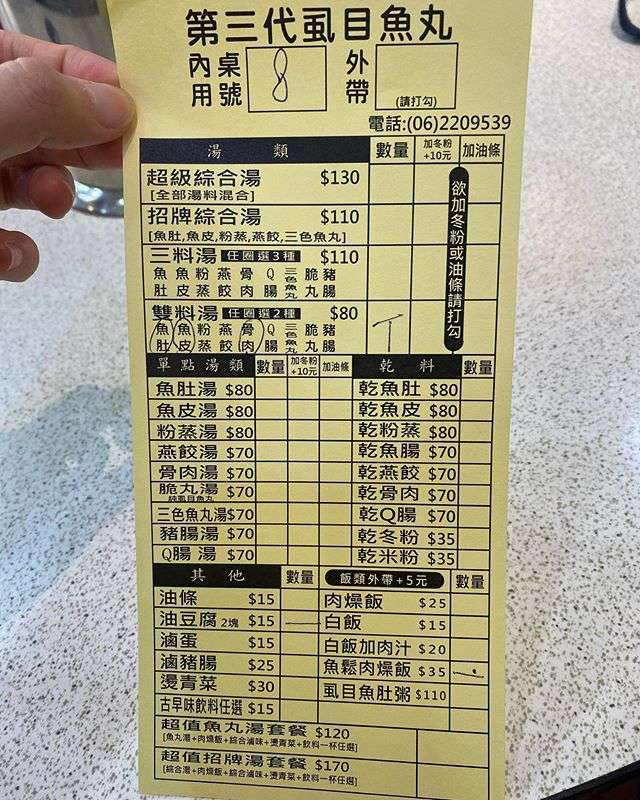 第三代虱目魚丸
內用 桌號 8 外帶 (請打勾)
電話:(06)2209539
湯類 數量 加冬粉+10元 加油條
超級綜合湯 $130
[全部湯料混合]
招牌綜合湯 $110
[魚肚,魚皮,粉蒸,燕餃,三色魚丸]
三料湯 任圈選3種 $110
魚肚 魚皮 粉蒸 燕餃 骨肉 Q腸 三色魚丸 脆丸 豬腸
雙料湯 任圈選2種 $80
魚肚 魚皮 粉蒸 燕餃 骨肉 Q腸 三色魚丸 脆丸 豬腸
欲加冬粉或油條請打勾
單點湯類 數量 加冬粉+10元 加油條 乾料 數量
魚肚湯 $80 乾魚肚 $80
魚皮湯 $80 乾魚皮 $80
粉蒸湯 $80 乾粉蒸 $80
燕餃湯 $70 乾魚腸 $70
骨肉湯 $70 乾燕餃 $70
脆丸湯 $70 乾骨肉 $70
純虱目魚丸
三色魚丸湯 $70 乾Q腸 $70
豬腸湯 $70 乾冬粉 $35
Q腸湯 $70 乾米粉 $35
其他 數量 飯類外帶+5元 數量
油條 $15 肉燥飯 $25
油豆腐 2塊 $15 一 白飯 $15
滷蛋 $15 白飯加肉汁 $20
滷豬腸 $25 魚鬆肉燥飯 $35 一
燙青菜 $30 虱目魚肚粥 $110
古早味飲料任選 $15
超值魚丸湯套餐 $120
[魚丸湯+肉燥飯+綜合滷味+燙青菜+飲料一杯任選]
超值招牌湯套餐 $170
[綜合湯+肉燥飯+綜合滷味+燙青菜+飲料一杯任選]